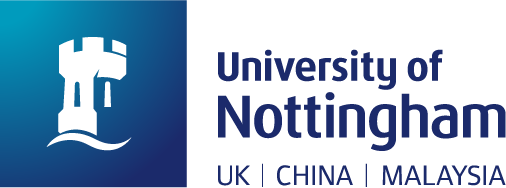 University of
Nottingham
UK | CHINA | MALAYSIA